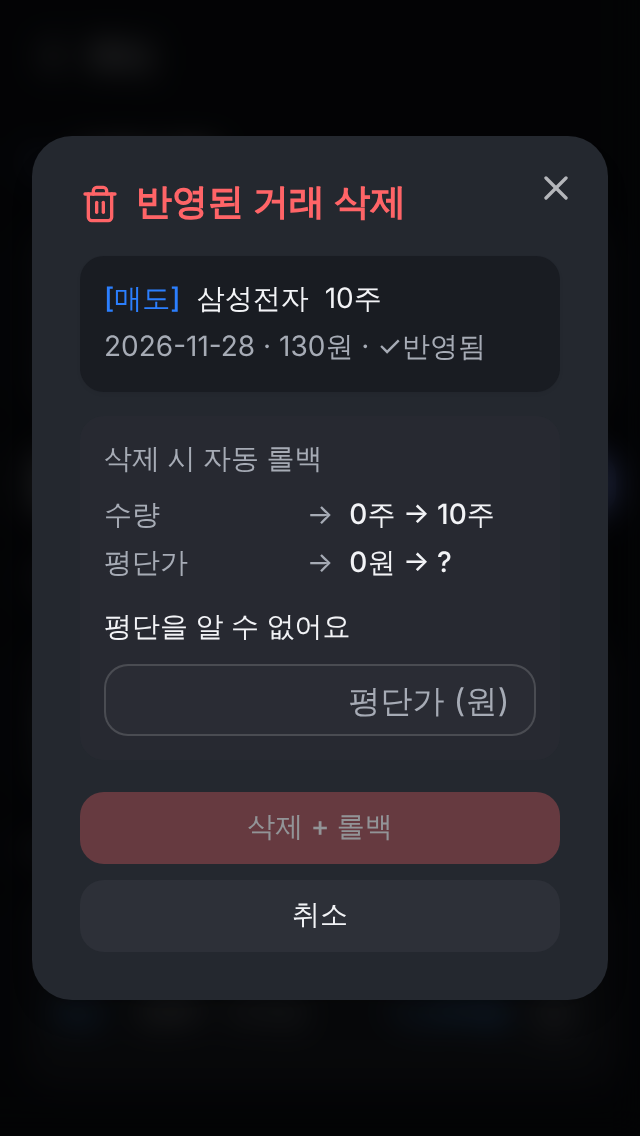 반영된 거래 삭제
[매도] 삼성전자 10주
2026-11-28 · 130원 · ✓반영됨
삭제 시 자동 롤백
수량 → 0주 → 10주
평단가 → 0원 → ?
평단을 알 수 없어요
평단가 (원)
삭제 + 롤백
취소